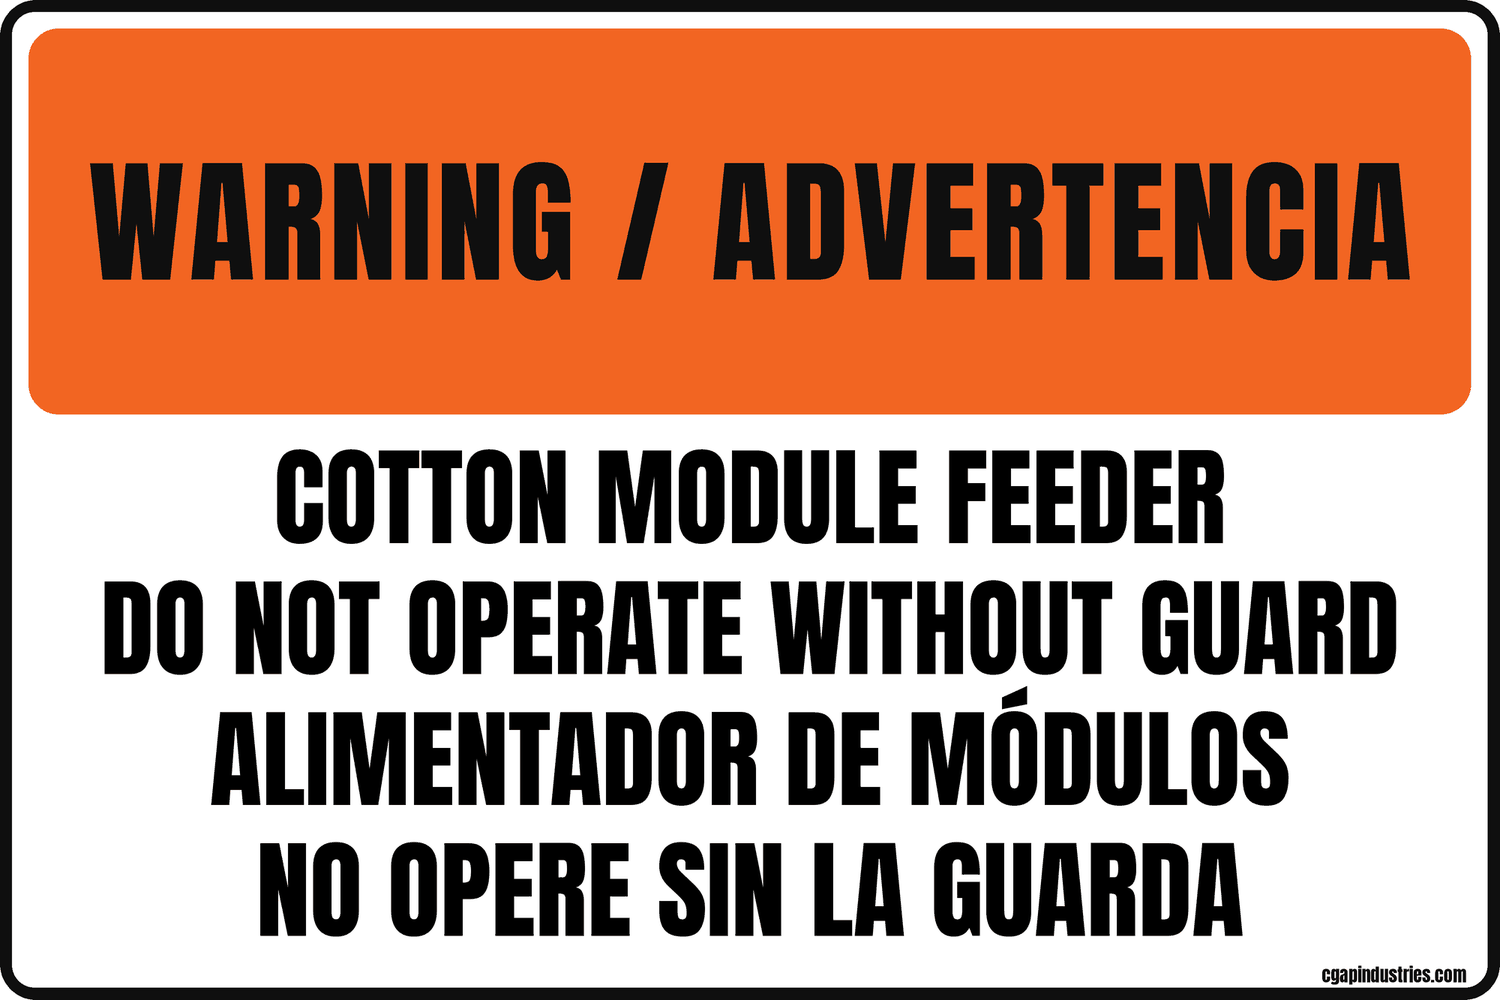 WARNING / ADVERTENCIA
COTTON MODULE FEEDER
DO NOT OPERATE WITHOUT GUARD
ALIMENTADOR DE MÓDULOS
NO OPERE SIN LA GUARDA
cgapindustries.com